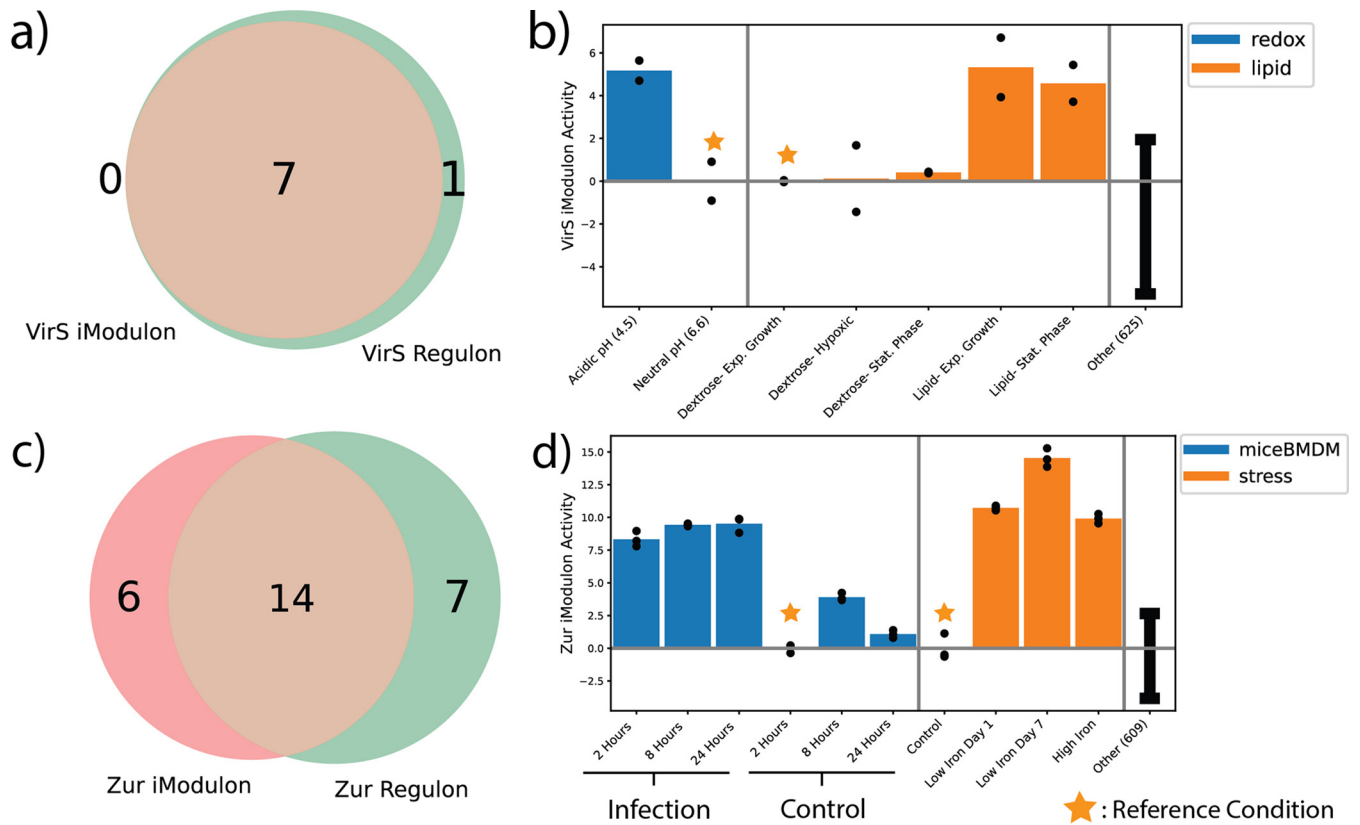 a)
0
7
1
VirS iModulon
VirS Regulon
b)
VirS iModulon Activity
6
4
2
0
−2
−4
Acidic pH (4.5)
Neutral pH (6.6)
Dextrose- Exp. Growth
Dextrose- Hypoxic
Dextrose- Stat. Phase
Lipid- Exp. Growth
Lipid- Stat. Phase
Other (625)
redox
lipid
c)
6
14
7
Zur iModulon
Zur Regulon
d)
Zur iModulon Activity
15.0
12.5
10.0
7.5
5.0
2.5
0.0
−2.5
2 Hours
8 Hours
24 Hours
2 Hours
8 Hours
24 Hours
Control
Low Iron Day 1
Low Iron Day 7
High Iron
Other (609)
Infection
Control
miceBMDM
stress
: Reference Condition